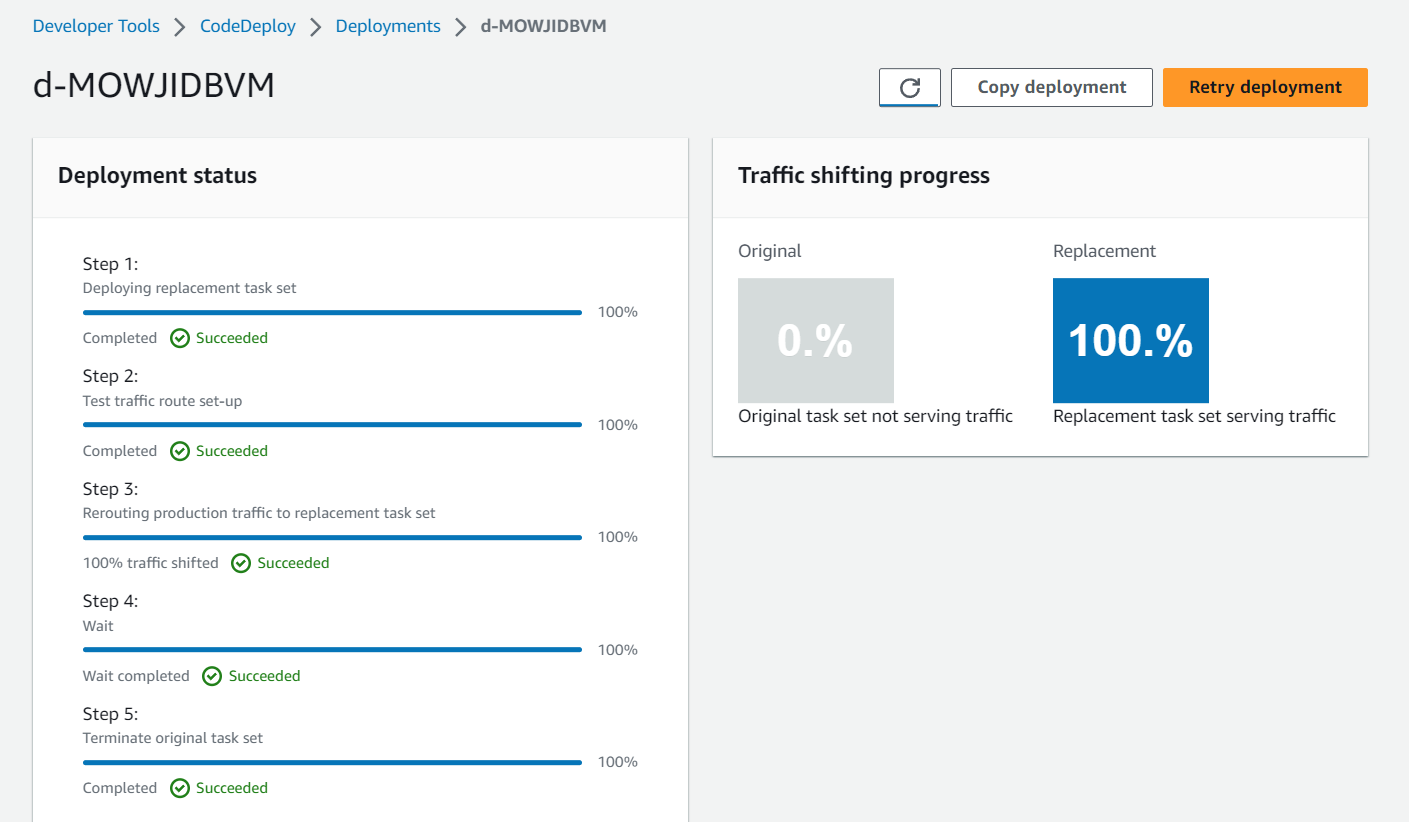 Developer Tools > CodeDeploy > Deployments > d-MOWJIDBVM
d-MOWJIDBVM
Copy deployment
Retry deployment
Deployment status
Step 1:
Deploying replacement task set
100%
Completed Succeeded
Step 2:
Test traffic route set-up
100%
Completed Succeeded
Step 3:
Rerouting production traffic to replacement task set
100%
100% traffic shifted Succeeded
Step 4:
Wait
100%
Wait completed Succeeded
Step 5:
Terminate original task set
100%
Completed Succeeded
Traffic shifting progress
Original
0.%
Original task set not serving traffic
Replacement
100.%
Replacement task set serving traffic